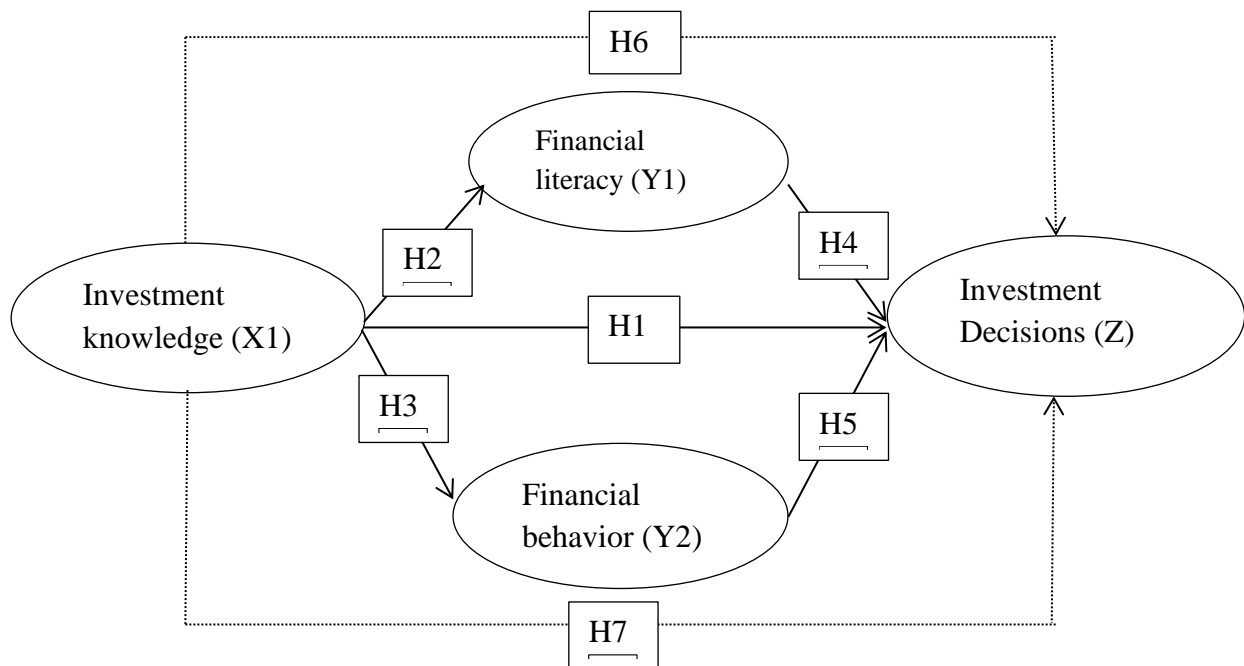 H6
Financial
literacy (Y1)
H2
H4
Investment
knowledge (X1)
H1
Investment
Decisions (Z)
H3
H5
Financial
behavior (Y2)
H7